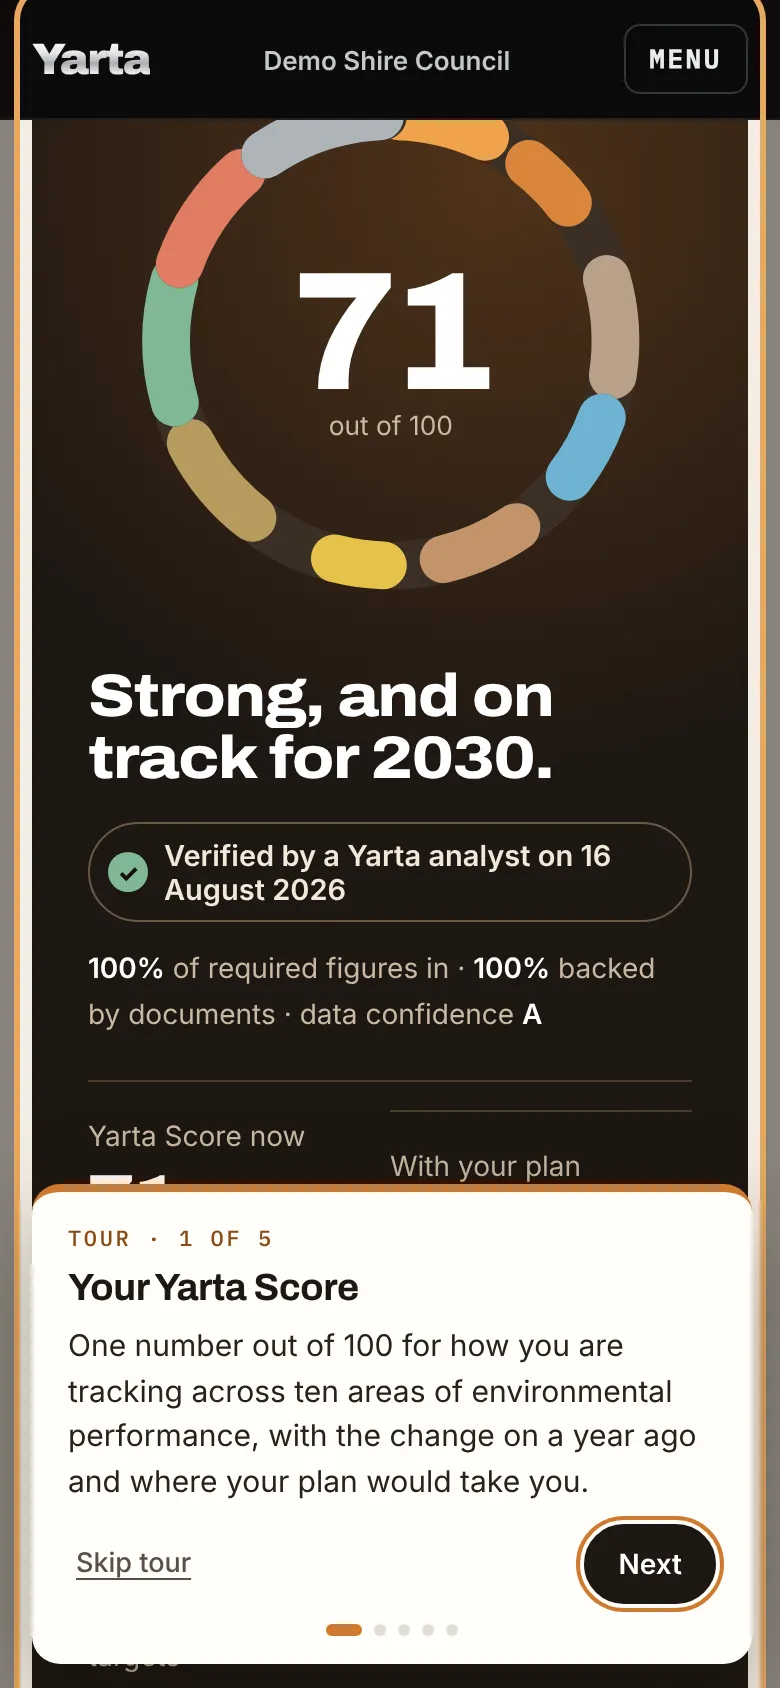 Yarta
Demo Shire Council
MENU
71
out of 100
Strong, and on
track for 2030.
Verified by a Yarta analyst on 16
August 2026
100% of required figures in · 100% backed
by documents · data confidence A
Yarta Score now
With your plan
TOUR · 1 OF 5
Your Yarta Score
One number out of 100 for how you are
tracking across ten areas of environmental
performance, with the change on a year ago
and where your plan would take you.
Skip tour
Next